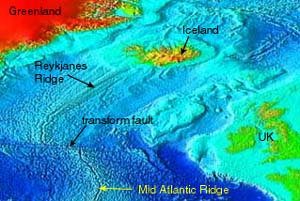 Greenland
Iceland
Reykjanes
Ridge
transform fault
UK
Mid Atlantic Ridge